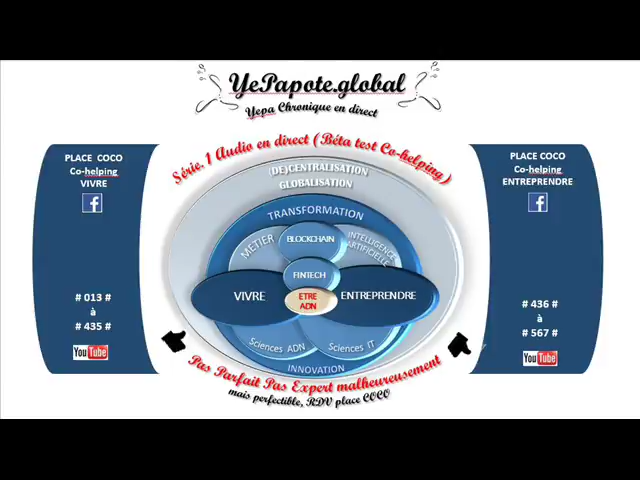 YePapote.global
Yepa Chronique en direct
Série, 1 Audio en direct ( Béta test Co-helping)
PLACE COCO
Co-helping
VIVRE
# 013 #
à
# 435 #
YouTube
(DE)CENTRALISATION
GLOBALISATION
TRANSFORMATION
METIER
BLOCKCHAIN
INTELLIGENCE
ARTIFICIELLE
FINTECH
VIVRE
ETRE
ADN
ENTREPRENDRE
Sciences ADN
Sciences IT
INNOVATION
PLACE COCO
Co-helping
ENTREPRENDRE
# 436 #
à
# 567 #
YouTube
Pas Parfait Pas Expert malheureusement
mais perfectible, RDV place COCO